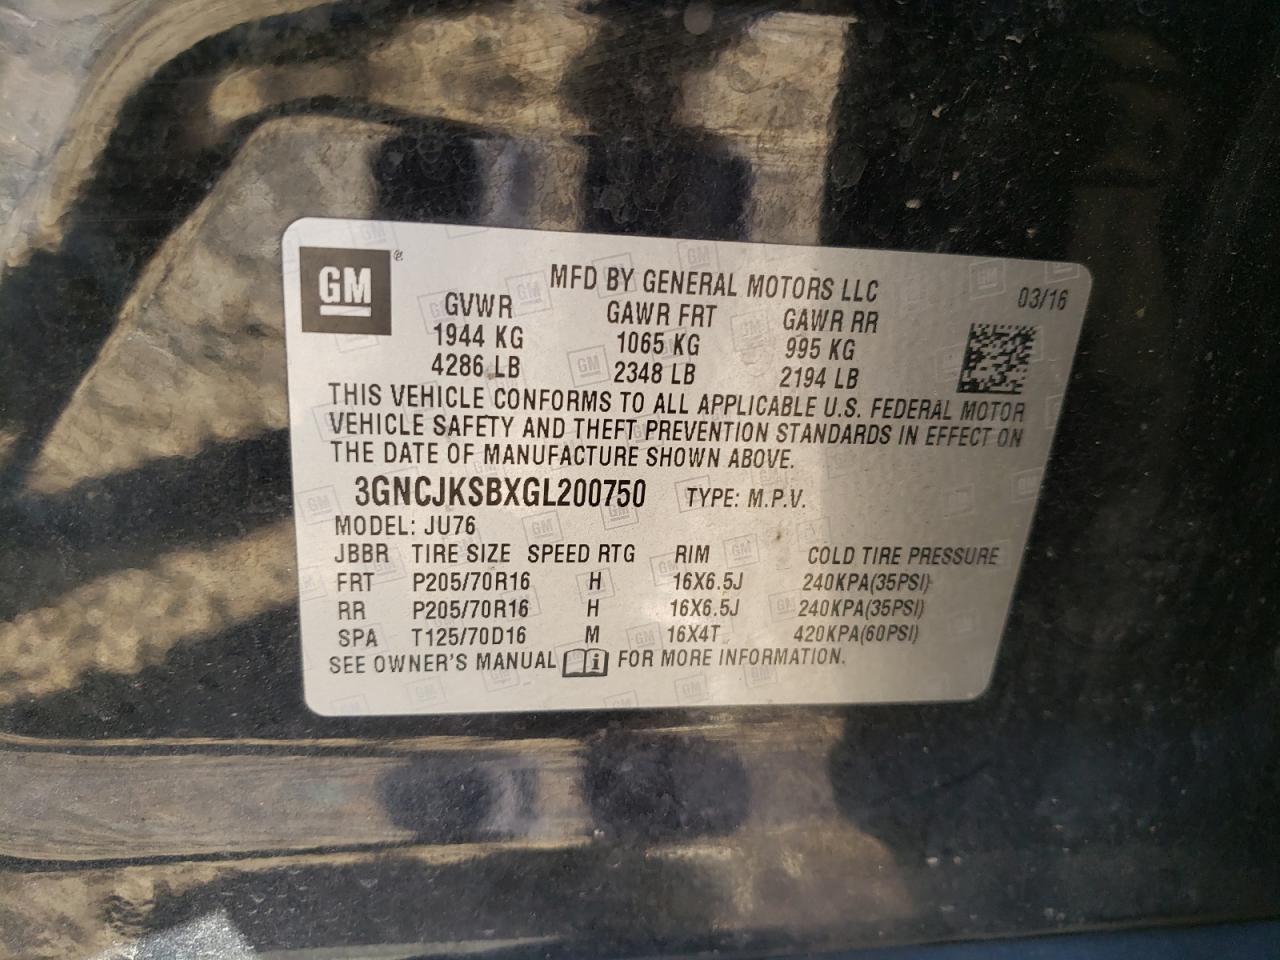 GM ®
MFD BY GENERAL MOTORS LLC
03/16
GVWR GAWR FRT GAWR RR
1944 KG 1065 KG 995 KG
4286 LB 2348 LB 2194 LB
THIS VEHICLE CONFORMS TO ALL APPLICABLE U.S. FEDERAL MOTOR
VEHICLE SAFETY AND THEFT PREVENTION STANDARDS IN EFFECT ON
THE DATE OF MANUFACTURE SHOWN ABOVE.
3GNCJKSBXGL200750 TYPE: M.P.V.
MODEL: JU76
JBBR TIRE SIZE SPEED RTG RIM COLD TIRE PRESSURE
FRT P205/70R16 H 16X6.5J 240KPA(35PSI)
RR P205/70R16 H 16X6.5J 240KPA(35PSI)
SPA T125/70D16 M 16X4T 420KPA(60PSI)
SEE OWNER'S MANUAL i FOR MORE INFORMATION.